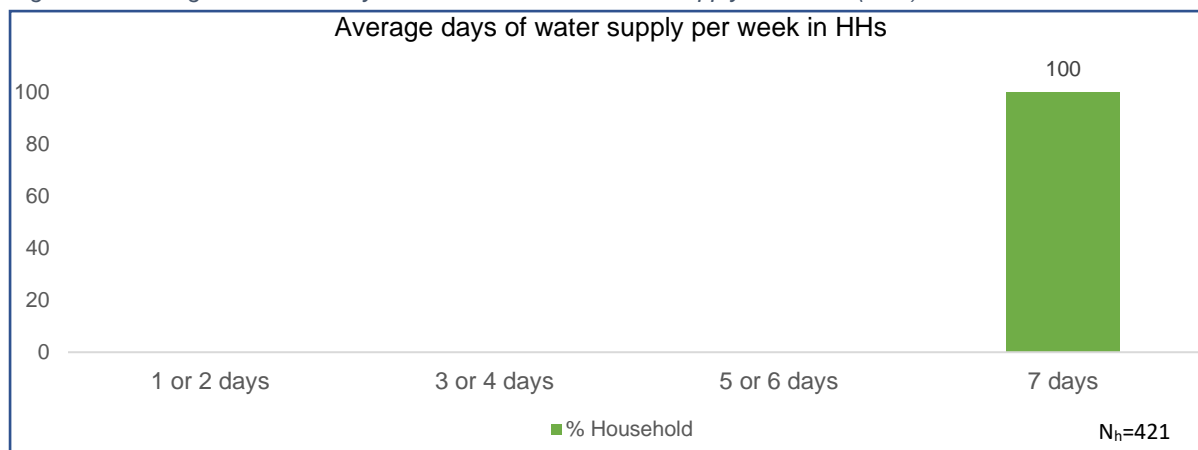 Average days of water supply per week in HHs
100
100
80
60
40
20
0
1 or 2 days
3 or 4 days
5 or 6 days
7 days
% Household
Nh=421